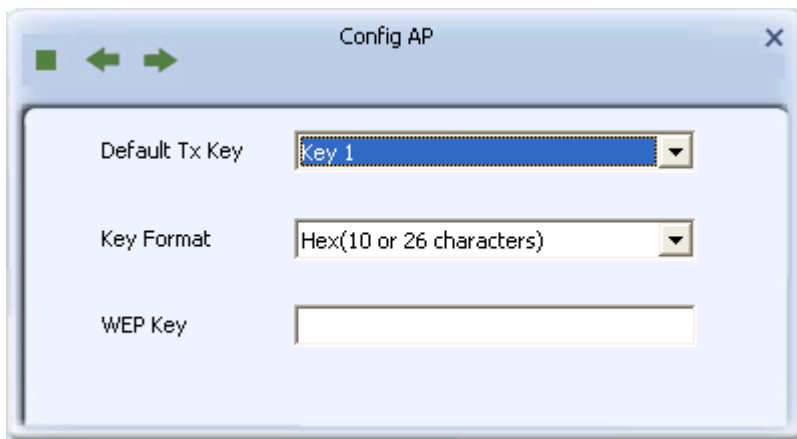 Config AP
Default Tx Key Key 1
Key Format Hex(10 or 26 characters)
WEP Key